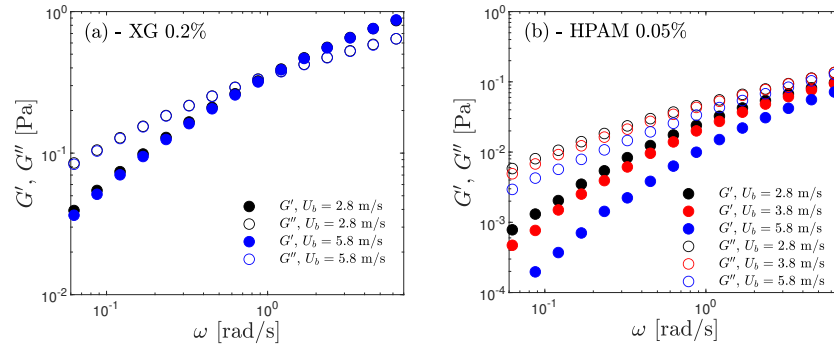 (a) - XG 0.2%
10^0
10^{-1}
10^{-2}
G', G'' [Pa]
G', U_b = 2.8 m/s
G'', U_b = 2.8 m/s
G', U_b = 5.8 m/s
G'', U_b = 5.8 m/s
10^{-1}
10^0
ω [rad/s]
(b) - HPAM 0.05%
10^0
10^{-1}
10^{-2}
10^{-3}
10^{-4}
G', G'' [Pa]
G', U_b = 2.8 m/s
G', U_b = 3.8 m/s
G', U_b = 5.8 m/s
G'', U_b = 2.8 m/s
G'', U_b = 3.8 m/s
G'', U_b = 5.8 m/s
10^{-1}
10^0
ω [rad/s]